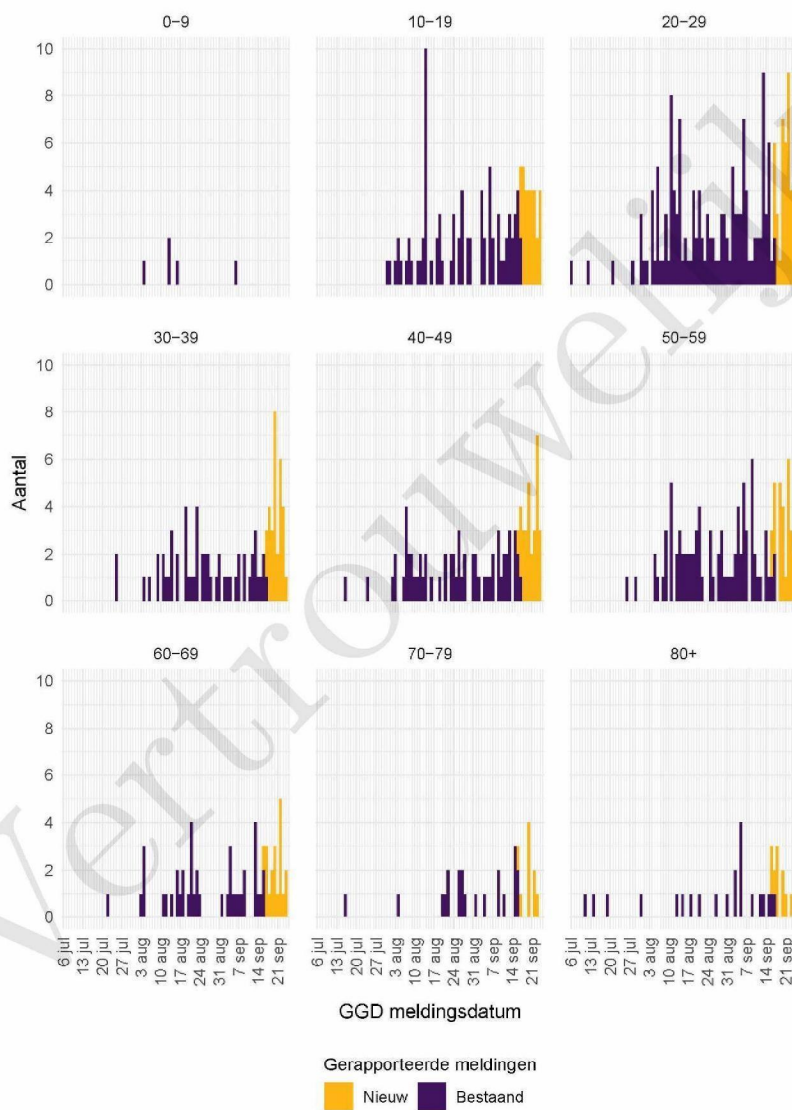 0−9
10−19
20−29
10
8
6
4
2
0
30−39
40−49
50−59
10
8
6
4
2
0
Aantal
60−69
70−79
80+
10
8
6
4
2
0
6 jul
13 jul
20 jul
27 jul
3 aug
10 aug
17 aug
24 aug
31 aug
7 sep
14 sep
21 sep
6 jul
13 jul
20 jul
27 jul
3 aug
10 aug
17 aug
24 aug
31 aug
7 sep
14 sep
21 sep
6 jul
13 jul
20 jul
27 jul
3 aug
10 aug
17 aug
24 aug
31 aug
7 sep
14 sep
21 sep
GGD meldingsdatum
Gerapporteerde meldingen
Nieuw Bestaand
Vertrouwelijk